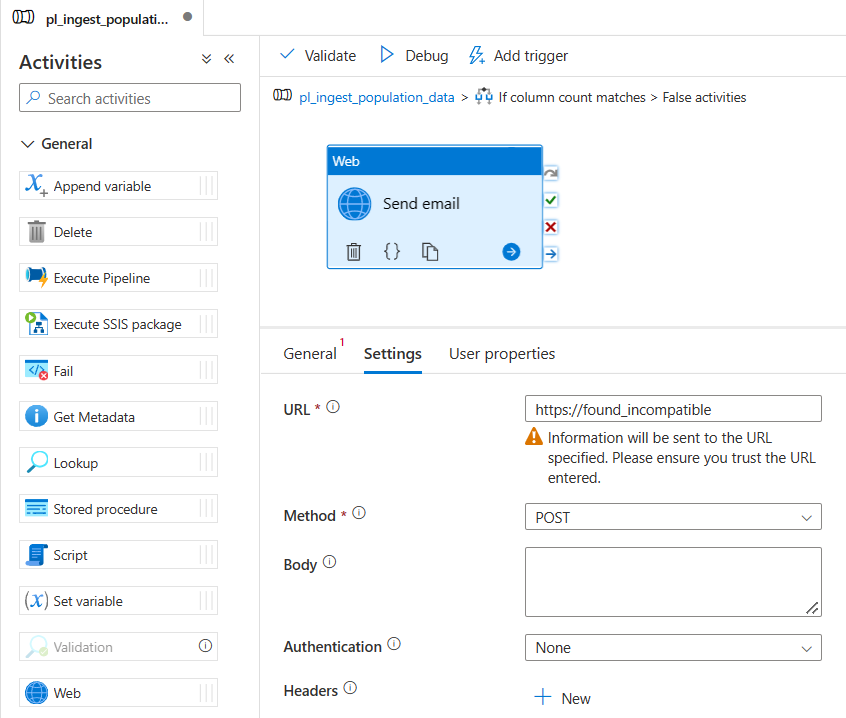 pl_ingest_populati...
Activities
Search activities
General
Append variable
Delete
Execute Pipeline
Execute SSIS package
Fail
Get Metadata
Lookup
Stored procedure
Script
Set variable
Validation
Web
Validate
Debug
Add trigger
pl_ingest_population_data > If column count matches > False activities
Web
Send email
General 1
Settings
User properties
URL *
https://found_incompatible
Information will be sent to the URL
specified. Please ensure you trust the URL
entered.
Method *
POST
Body
Authentication
None
Headers
New